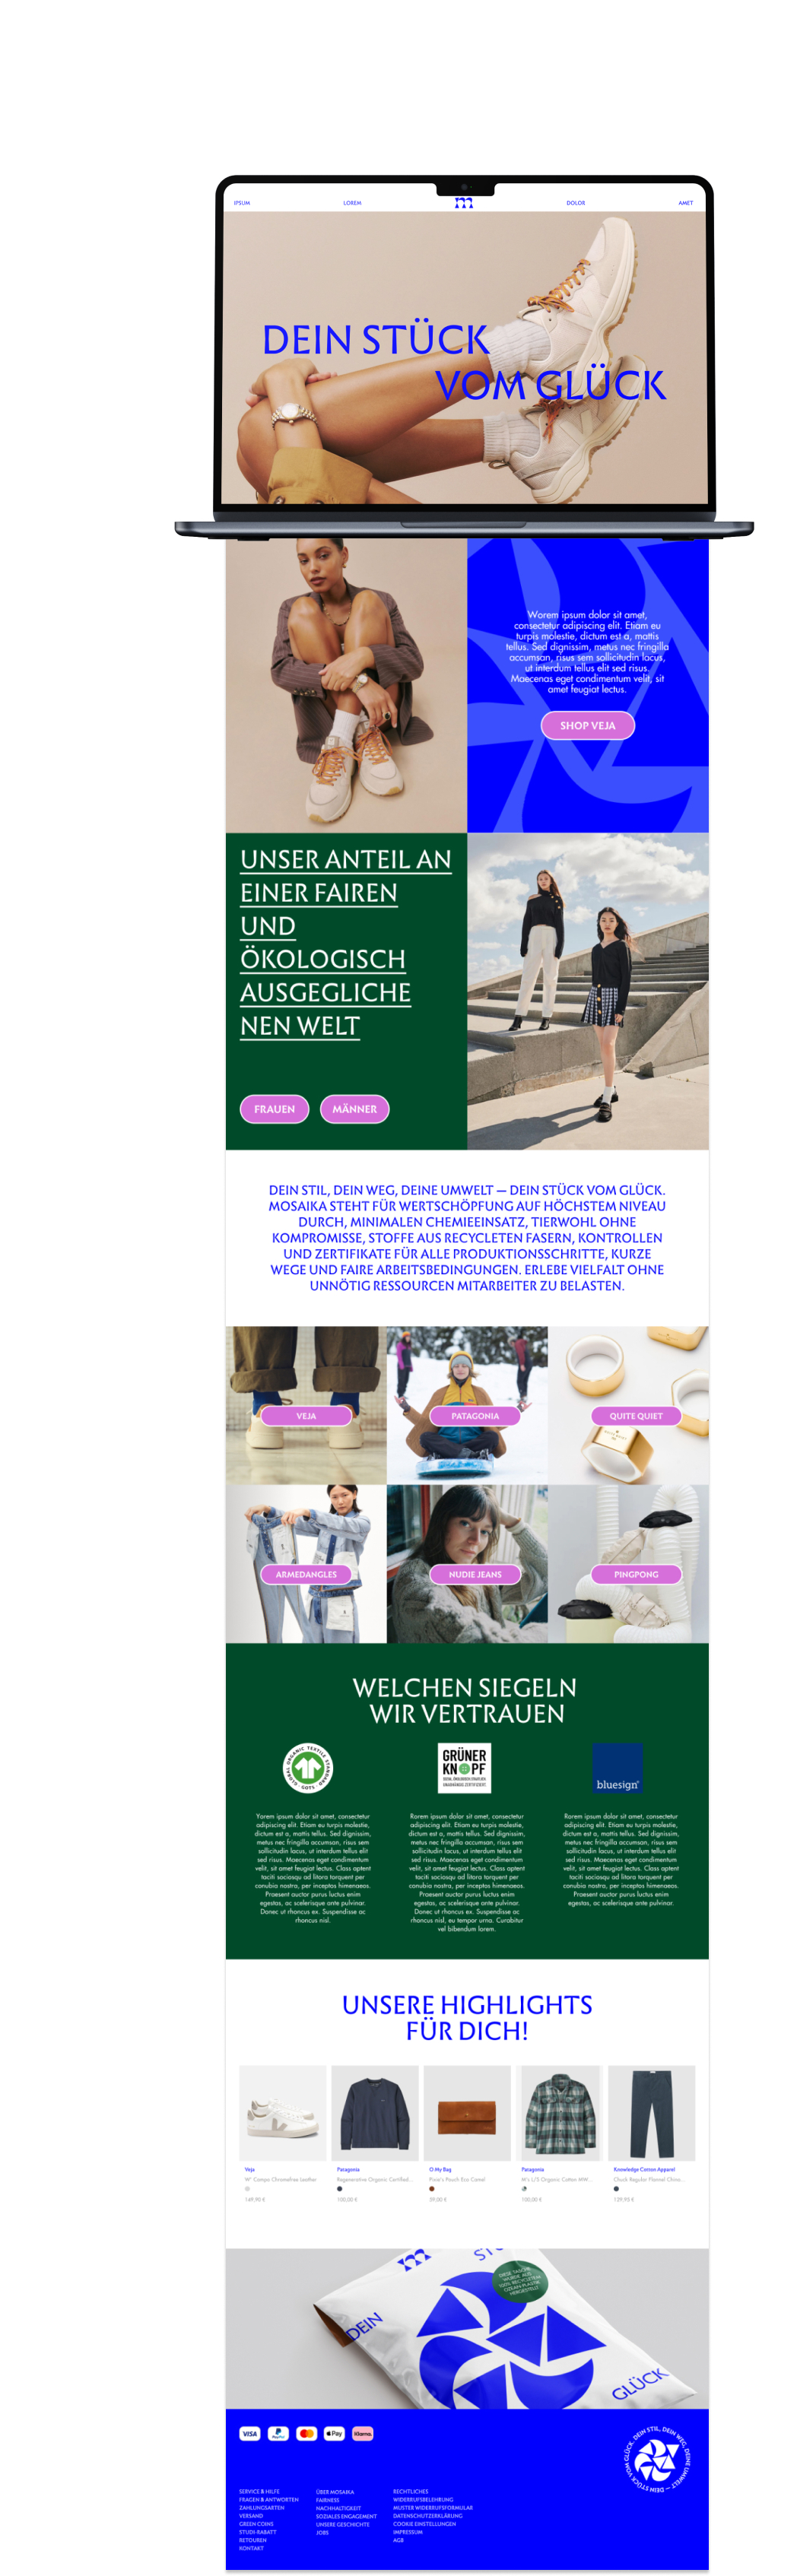 IPSUM
LOREM
m
DOLOR
AMET
DEIN STÜCK
VOM GLÜCK
Worem ipsum dolor sit amet,
consectetur adipiscing elit. Etiam eu
turpis molestie, dictum est a, mattis
tellus. Sed dignissim, metus nec fringilla
accumsan, risus sem sollicitudin lacus,
ut interdum tellus elit sed risus.
Maecenas eget condimentum velit, sit
amet feugiat lectus.
SHOP VEJA
UNSER ANTEIL AN
EINER FAIREN
UND
ÖKOLOGISCH
AUSGEGLICHE
NEN WELT
FRAUEN
MÄNNER
DEIN STIL, DEIN WEG, DEINE UMWELT — DEIN STÜCK VOM GLÜCK.
MOSAIKA STEHT FÜR WERTSCHÖPFUNG AUF HÖCHSTEM NIVEAU
DURCH, MINIMALEN CHEMIEEINSATZ, TIERWOHL OHNE
KOMPROMISSE, STOFFE AUS RECYCLETEN FASERN, KONTROLLEN
UND ZERTIFIKATE FÜR ALLE PRODUKTIONSSCHRITTE, KURZE
WEGE UND FAIRE ARBEITSBEDINGUNGEN. ERLEBE VIELFALT OHNE
UNNÖTIG RESSOURCEN MITARBEITER ZU BELASTEN.
VEJA
PATAGONIA
QUITE QUIET
ARMEDANGLES
NUDIE JEANS
PINGPONG
WELCHEN SIEGELN
WIR VERTRAUEN
GLOBAL ORGANIC TEXTILE STANDARD
GOTS
GRÜNER
KNOPF
bluesign®
Yorem ipsum dolor sit amet, consectetur
adipiscing elit. Etiam eu turpis molestie,
dictum est a, mattis tellus. Sed dignissim,
metus nec fringilla accumsan, risus sem
sollicitudin lacus, ut interdum tellus elit
sed risus. Maecenas eget condimentum
velit, sit amet feugiat lectus. Class aptent
taciti sociosqu ad litora torquent per
conubia nostra, per inceptos himenaeos.
Praesent auctor purus luctus enim
egestas, ac scelerisque ante pulvinar.
Donec ut rhoncus ex. Suspendisse ac
rhoncus nisl.
Rorem ipsum dolor sit amet, consectetur
adipiscing elit. Etiam eu turpis molestie,
dictum est a, mattis tellus. Sed dignissim,
metus nec fringilla accumsan, risus sem
sollicitudin lacus, ut interdum tellus elit
sed risus. Maecenas eget condimentum
velit, sit amet feugiat lectus. Class aptent
taciti sociosqu ad litora torquent per
conubia nostra, per inceptos himenaeos.
Praesent auctor purus luctus enim
egestas, ac scelerisque ante pulvinar.
Donec ut rhoncus ex. Suspendisse ac
rhoncus nisl, eu tempor urna. Curabitur
vel bibendum lorem.
Rorem ipsum dolor sit amet, consectetur
adipiscing elit. Etiam eu turpis molestie,
dictum est a, mattis tellus. Sed dignissim,
metus nec fringilla accumsan, risus sem
sollicitudin lacus, ut interdum tellus elit
sed risus. Maecenas eget condimentum
velit, sit amet feugiat lectus. Class aptent
taciti sociosqu ad litora torquent per
conubia nostra, per inceptos himenaeos.
Praesent auctor purus luctus enim
egestas, ac scelerisque ante pulvinar.
UNSERE HIGHLIGHTS
FÜR DICH!
Veja
W' Campo Chromefree Leather
149,90 €
Patagonia
Regenerative Organic Certified...
100,00 €
O My Bag
Pixie's Pouch Eco Camel
39,00 €
Patagonia
M's L/S Organic Cotton MW...
100,00 €
Knowledge Cotton Apparel
Chuck Regular Flannel Chino...
129,95 €
m
DEIN
GLÜCK
DIESE TASCHE
WURDE AUS
100% RECYCLETEM
OZEAN-PLASTIK
HERGESTELLT
VISA
PayPal
Pay
Klarna.
DEIN STIL, DEIN WEG, DEINE UMWELT — DEIN STÜCK VOM GLÜCK.
SERVICE & HILFE
FRAGEN & ANTWORTEN
ZAHLUNGSARTEN
VERSAND
GREEN COINS
STUDI-RABATT
RETOUREN
KONTAKT
ÜBER MOSAIKA
FAIRNESS
NACHHALTIGKEIT
SOZIALES ENGAGEMENT
UNSERE GESCHICHTE
JOBS
RECHTLICHES
WIDERRUFSBELEHRUNG
MUSTER WIDERRUFSFORMULAR
DATENSCHUTZERKLÄRUNG
COOKIE EINSTELLUNGEN
IMPRESSUM
AGB